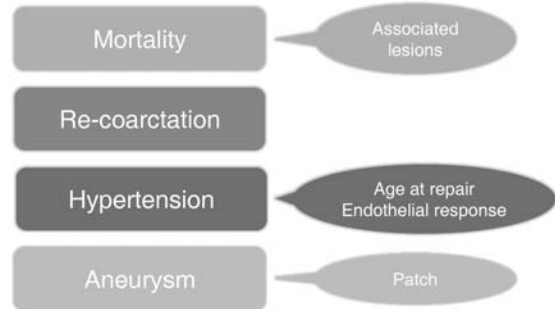 Mortality
Associated
lesions
Re-coarctation
Hypertension
Age at repair
Endothelial response
Aneurysm
Patch